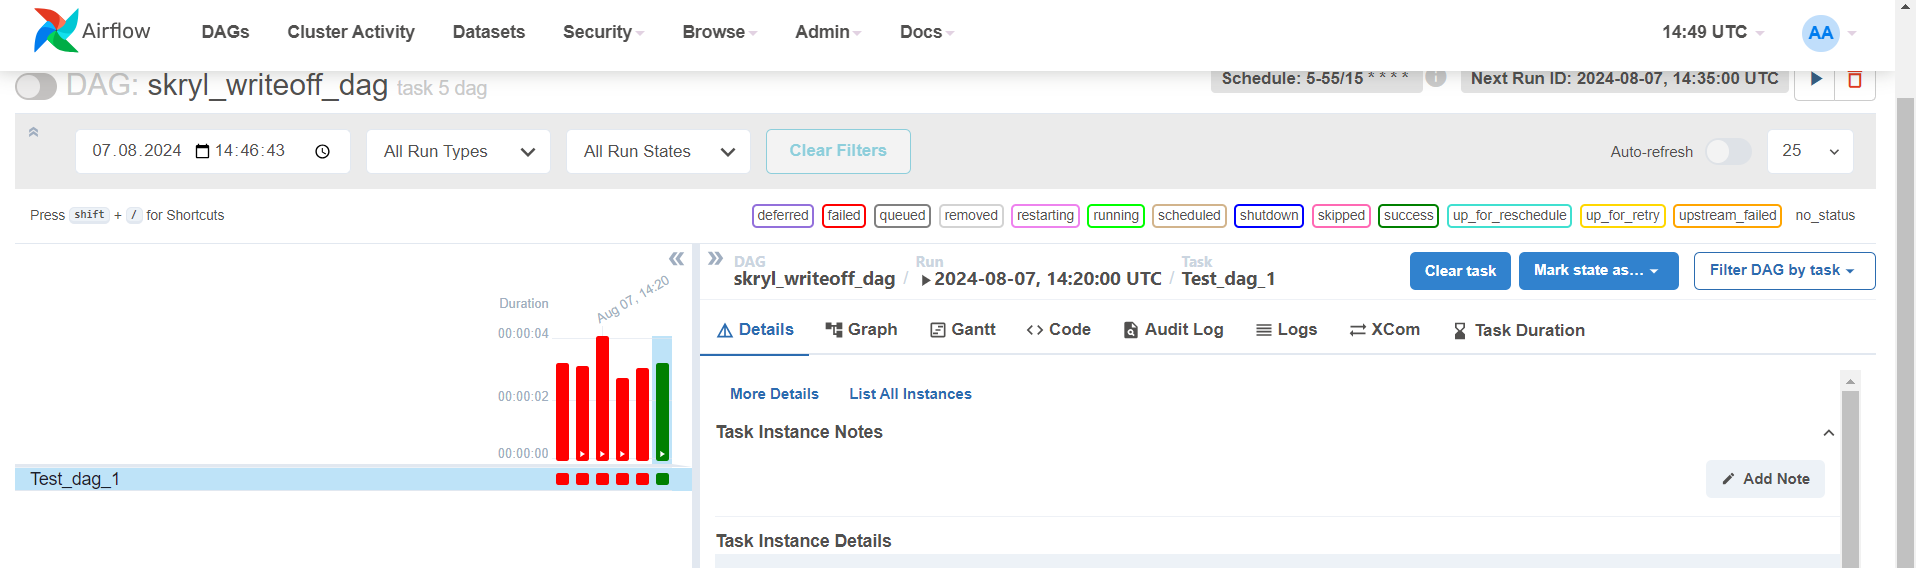 Airflow DAGs Cluster Activity Datasets Security Browse Admin Docs 14:49 UTC AA
DAG: skryl_writeoff_dag task 5 dag Schedule: 5-55/15 * * * * i Next Run ID: 2024-08-07, 14:35:00 UTC
07.08.2024 14:46:43 All Run Types All Run States Clear Filters Auto-refresh 25
Press shift + / for Shortcuts deferred failed queued removed restarting running scheduled shutdown skipped success up_for_reschedule up_for_retry upstream_failed no_status
DAG Run Task
skryl_writeoff_dag / 2024-08-07, 14:20:00 UTC / Test_dag_1 Clear task Mark state as... Filter DAG by task
Aug 07, 14:20
Duration
00:00:04
00:00:02
00:00:00
Test_dag_1
Details Graph Gantt Code Audit Log Logs XCom Task Duration
More Details List All Instances
Task Instance Notes
Add Note
Task Instance Details